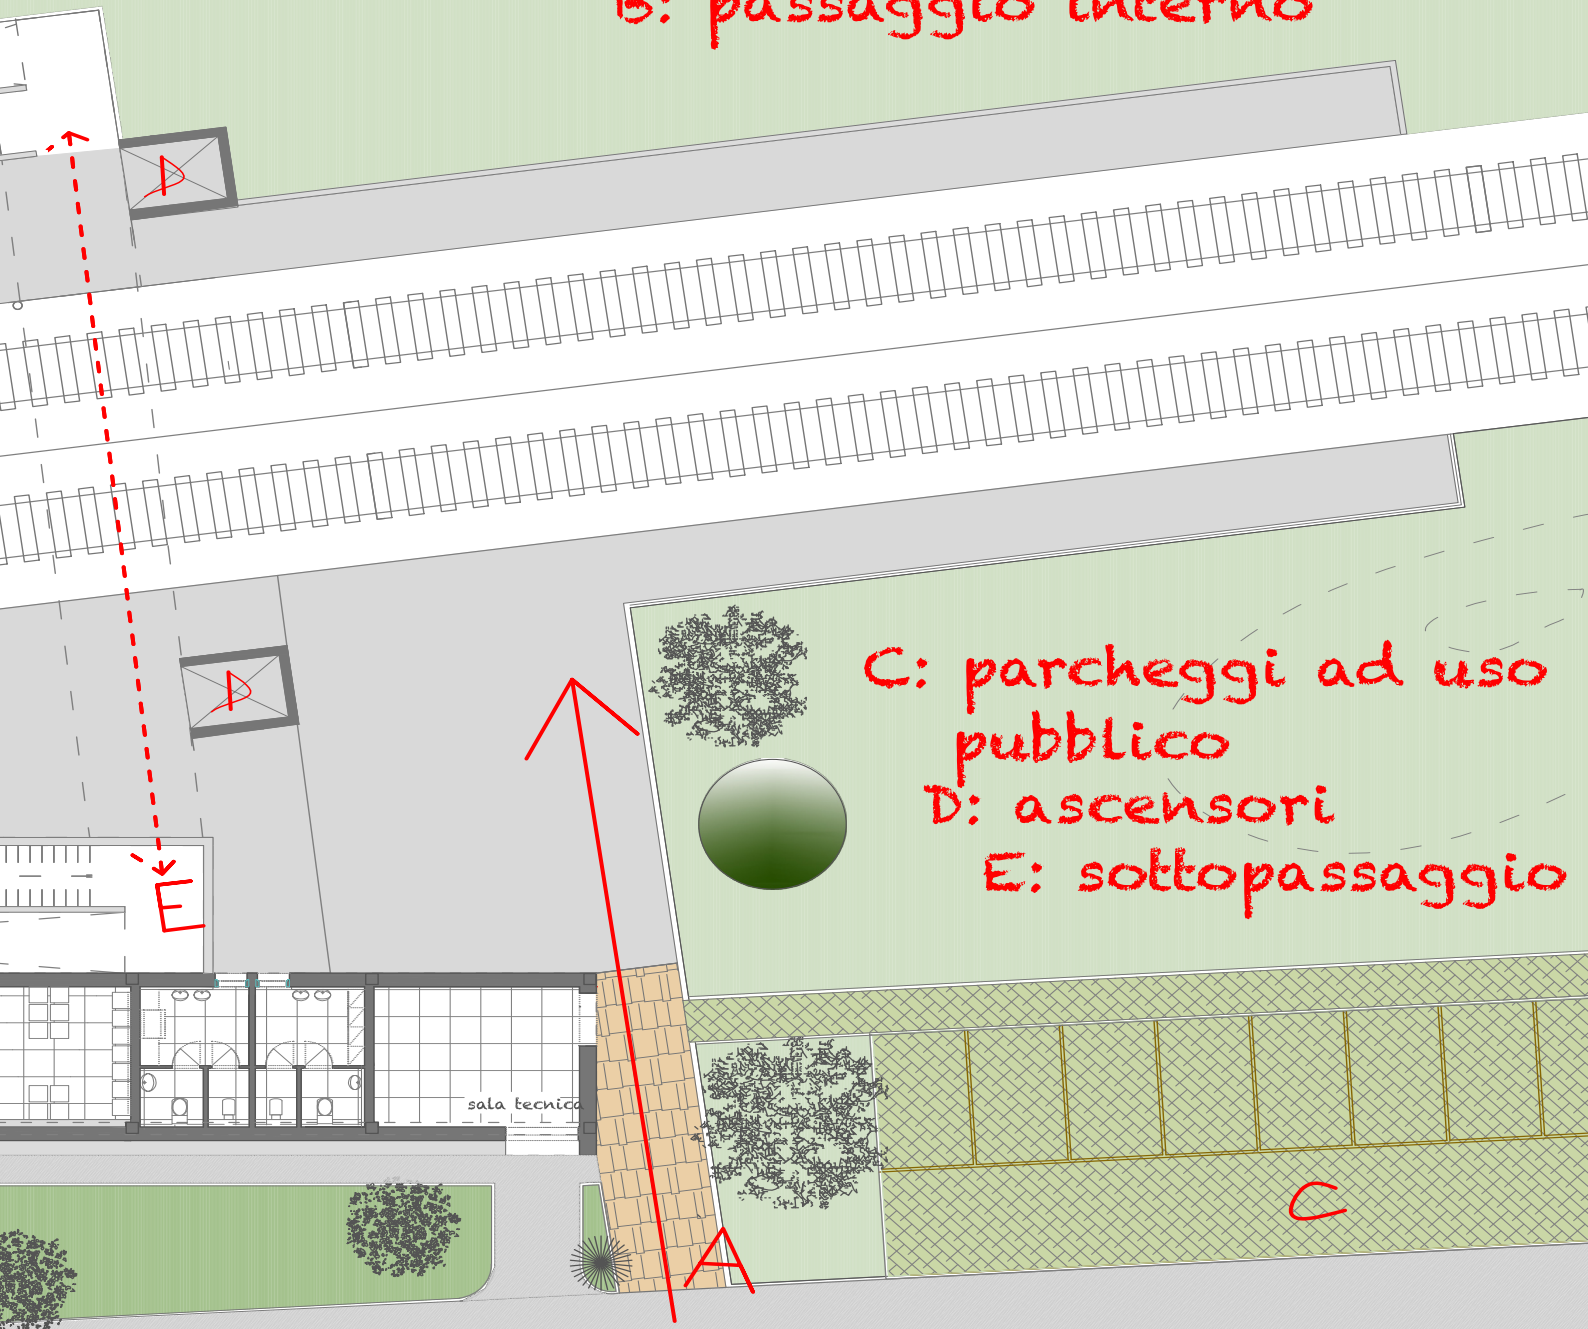 B: passaggio interno
D
C: parcheggi ad uso
pubblico
D
D: ascensori
E: sottopassaggio
E
sala tecnica
C
A